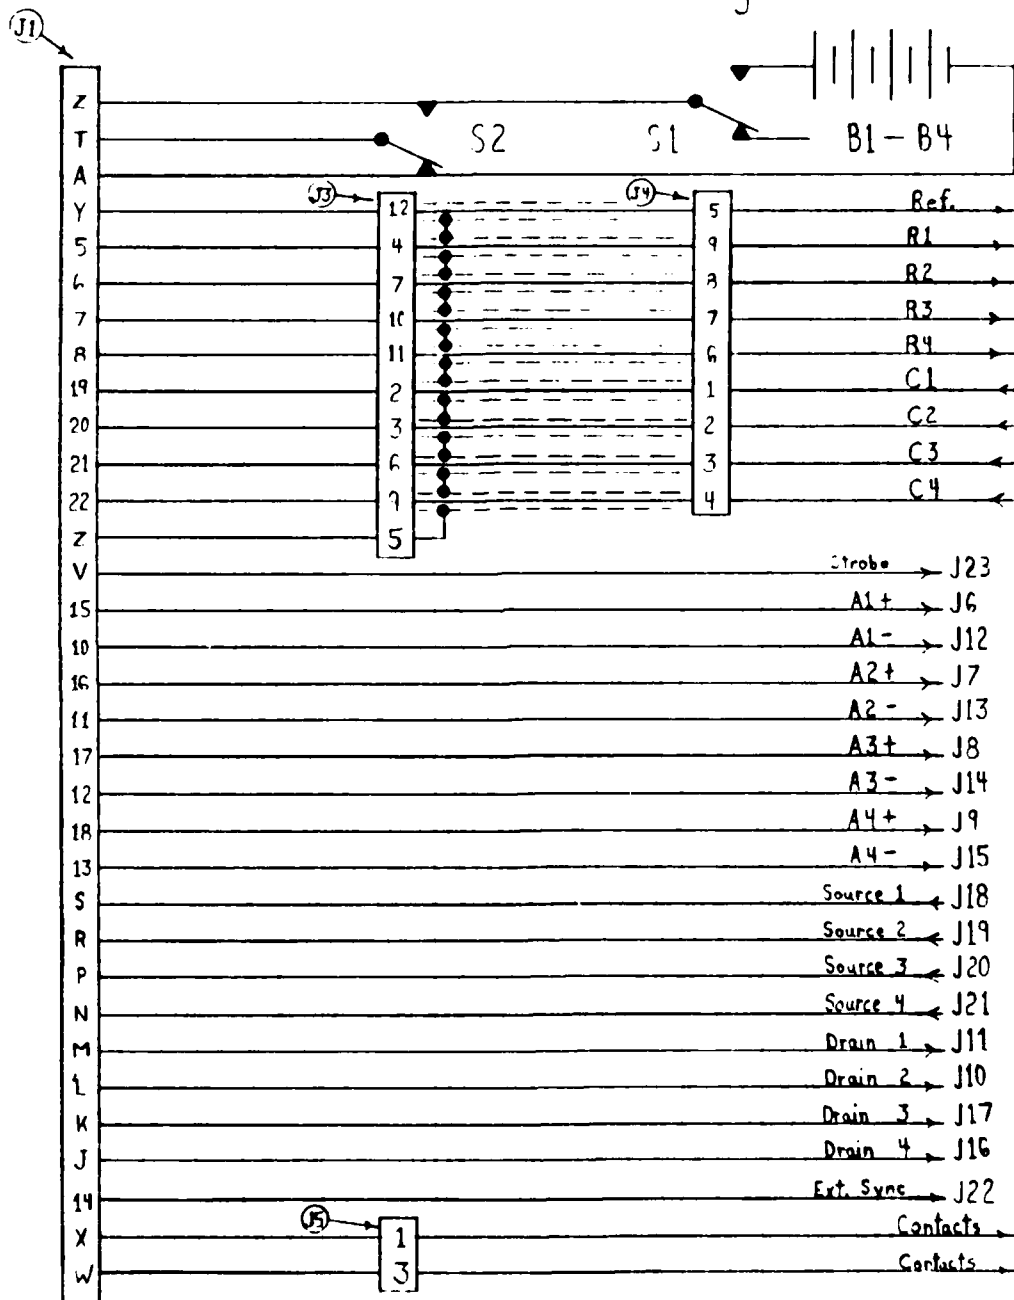 J1
Z
T S2 S1 B1-B4
A
J3 J4
Y 12 5 Ref.
5 4 9 R1
6 7 8 R2
7 10 7 R3
8 11 6 R4
19 2 1 C1
20 3 2 C2
21 6 3 C3
22 9 4 C4
Z 5
V Strobe J23
15 A1+ J6
10 A1- J12
16 A2+ J7
11 A2- J13
17 A3+ J8
12 A3- J14
18 A4+ J9
13 A4- J15
S Source 1 J18
R Source 2 J19
P Source 3 J20
N Source 4 J21
M Drain 1 J11
L Drain 2 J10
K Drain 3 J17
J Drain 4 J16
14 Ext. Sync J22
J5
X 1 Contacts
W 3 Contacts